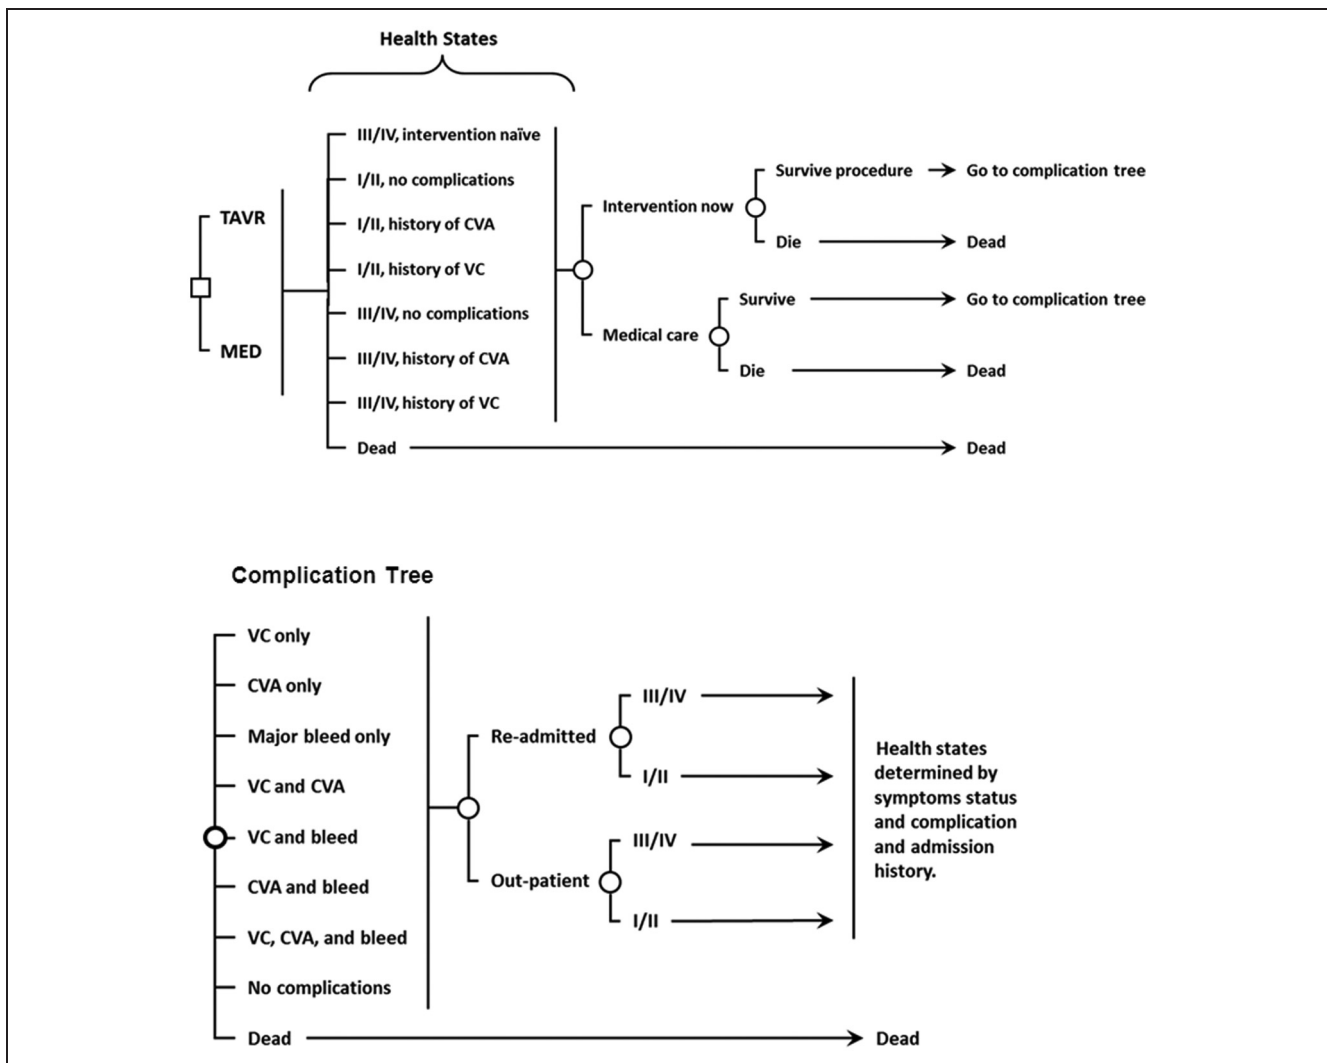 Health States
III/IV, intervention naïve
I/II, no complications
I/II, history of CVA
I/II, history of VC
III/IV, no complications
III/IV, history of CVA
III/IV, history of VC
Dead
TAVR
MED
Intervention now
Medical care
Survive procedure
Go to complication tree
Die
Dead
Survive
Go to complication tree
Die
Dead
Dead
Complication Tree
VC only
CVA only
Major bleed only
VC and CVA
VC and bleed
CVA and bleed
VC, CVA, and bleed
No complications
Dead
Re-admitted
III/IV
I/II
Out-patient
III/IV
I/II
Health states
determined by
symptoms status
and complication
and admission
history.
Dead